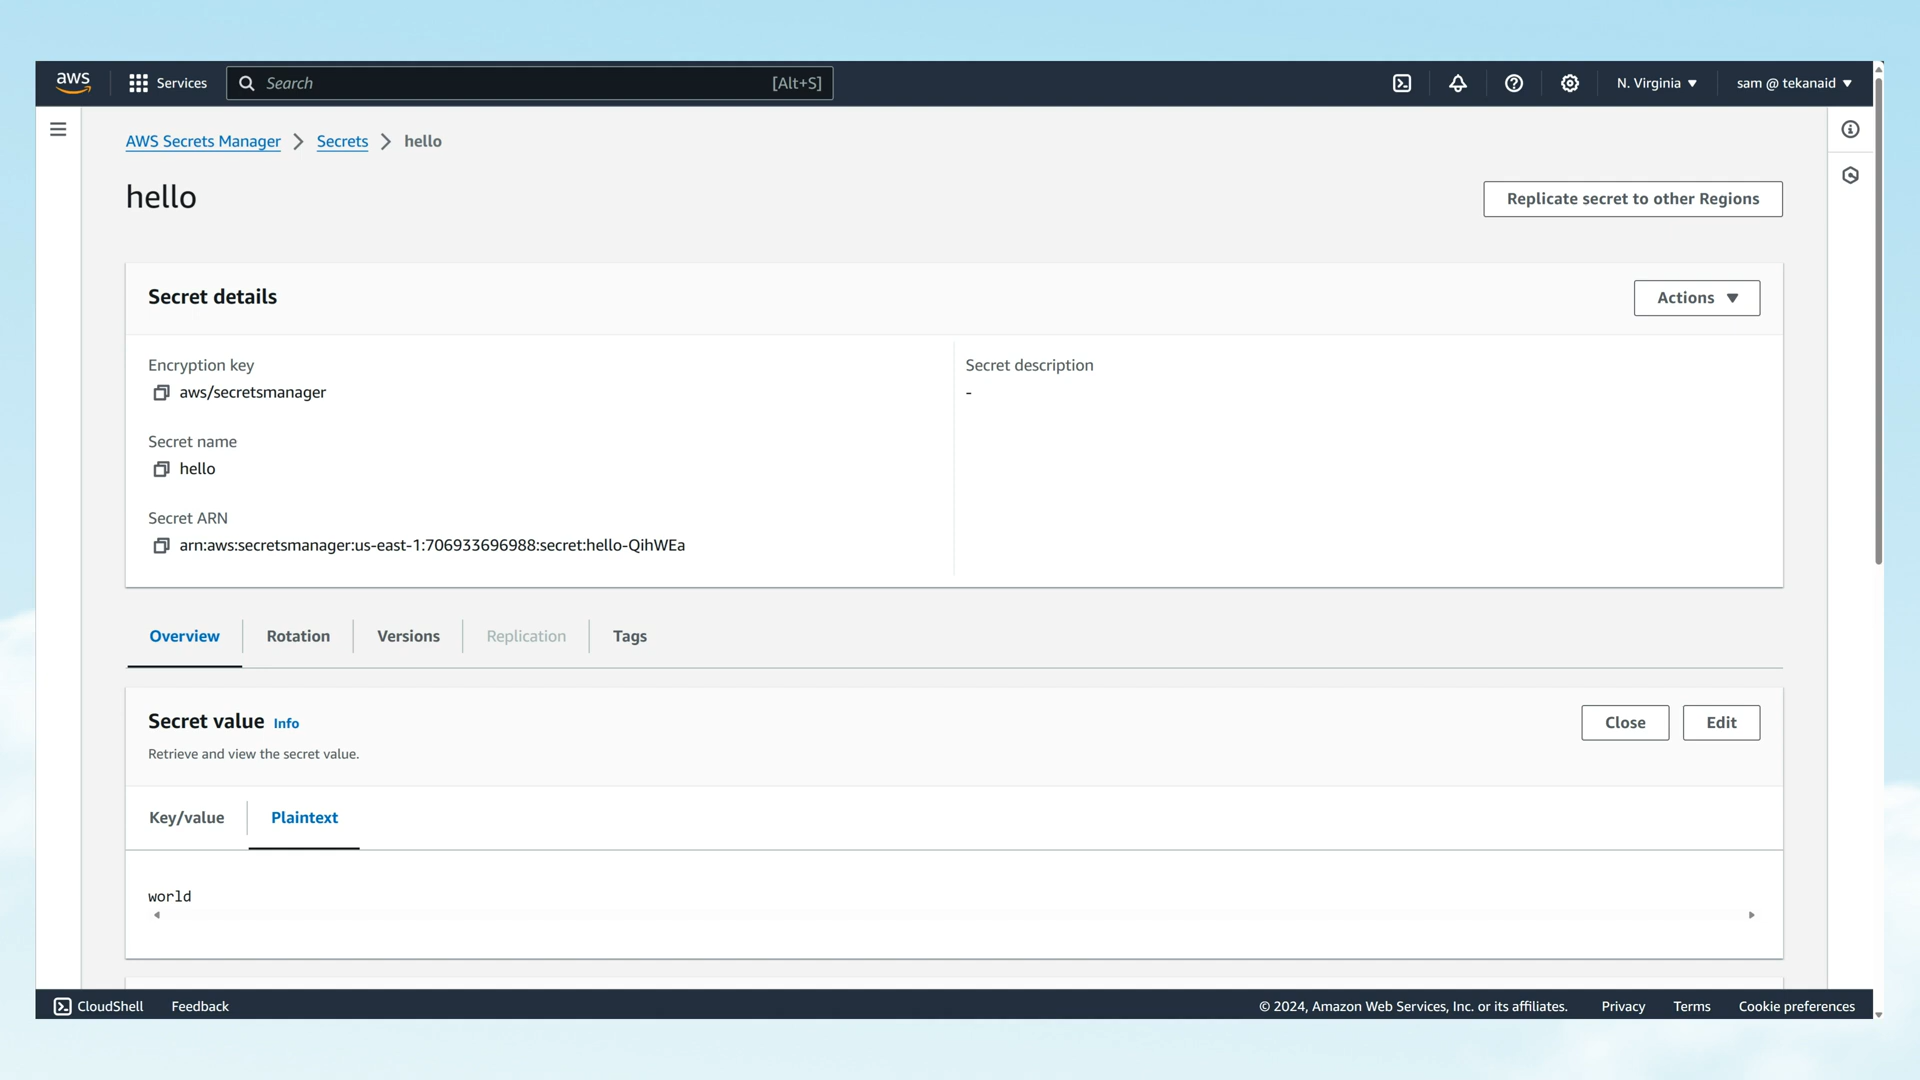 aws Services Search [Alt+S] N. Virginia ▼ sam @ tekanaid ▼
AWS Secrets Manager > Secrets > hello
hello
Replicate secret to other Regions
Secret details
Actions ▼
Encryption key
aws/secretsmanager
Secret description
-
Secret name
hello
Secret ARN
arn:aws:secretsmanager:us-east-1:706933696988:secret:hello-QihWEa
Overview Rotation Versions Replication Tags
Secret value Info
Close Edit
Retrieve and view the secret value.
Key/value Plaintext
world
CloudShell Feedback © 2024, Amazon Web Services, Inc. or its affiliates. Privacy Terms Cookie preferences